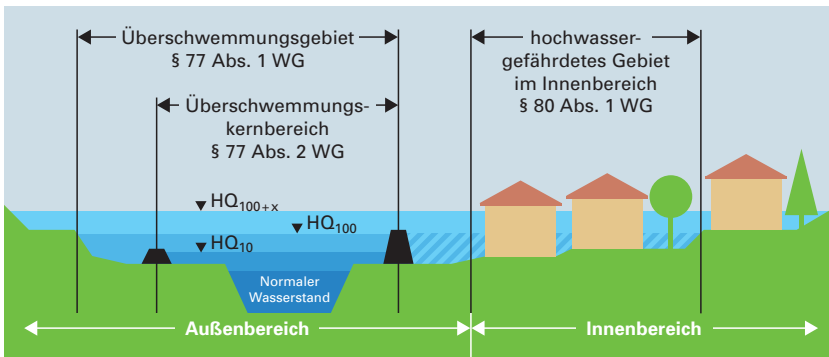 Überschwemmungsgebiet
§ 77 Abs. 1 WG
Überschwemmungs-
kernbereich
§ 77 Abs. 2 WG
hochwasser-
gefährdetes Gebiet
im Innenbereich
§ 80 Abs. 1 WG
HQ100+x
HQ100
HQ10
Normaler
Wasserstand
Außenbereich
Innenbereich